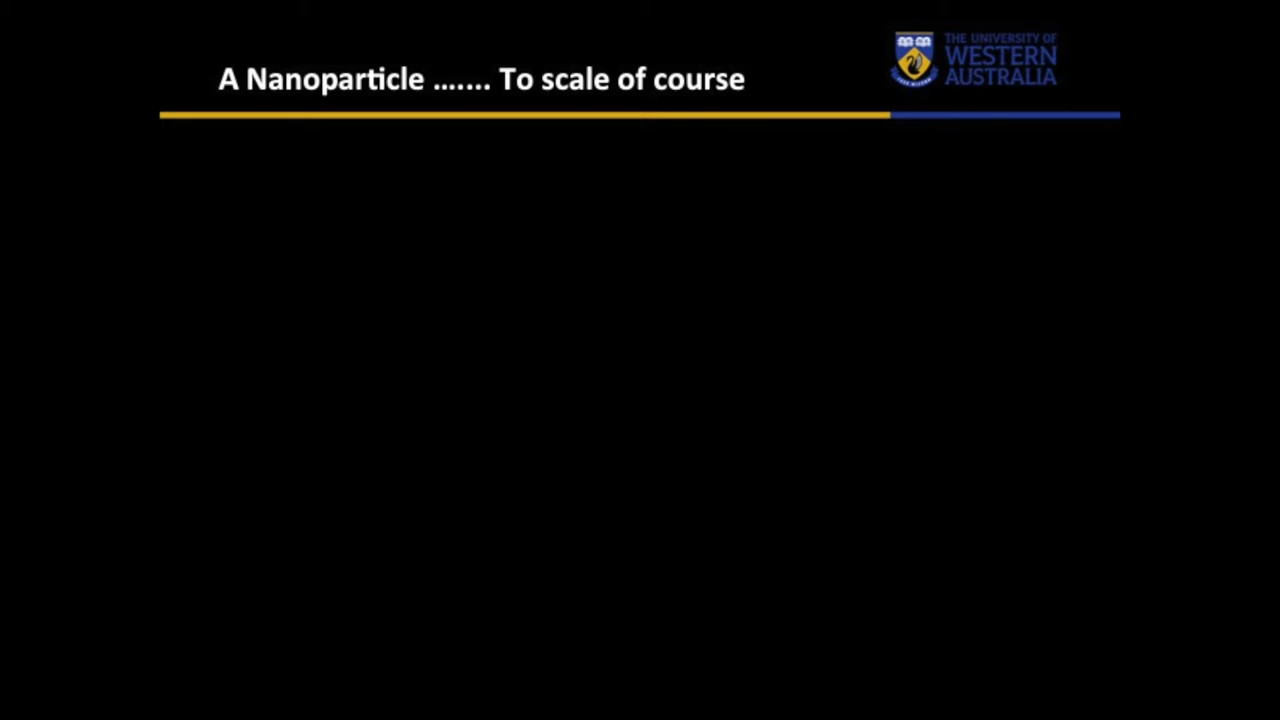 A Nanoparticle ....... To scale of course
THE UNIVERSITY OF
WESTERN
AUSTRALIA